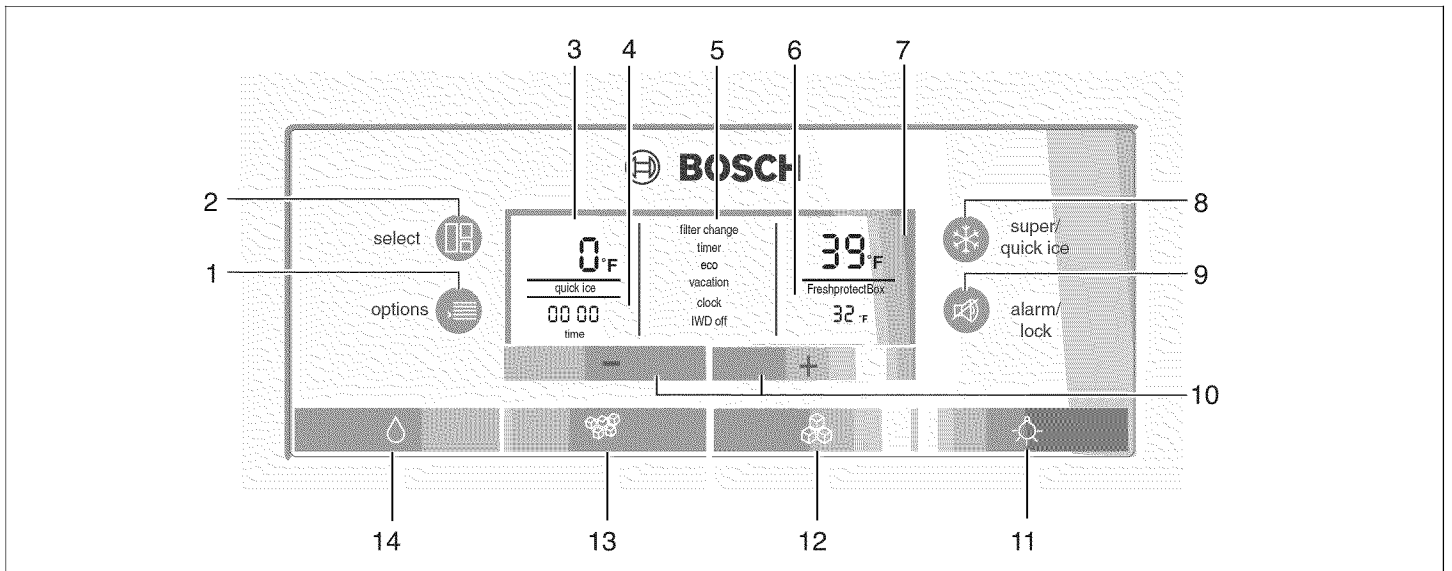 3 4 5 6 7
BOSCH
2
select
1
options
0°F
quick ice
00 00
time
filter change
timer
eco
vacation
clock
IWD off
39°F
FreshprotectBox
32°F
8
super/
quick ice
9
alarm/
lock
− +
10
14 13 12 11